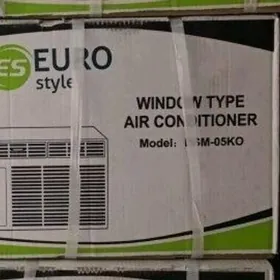 ES EURO
style
WINDOW TYPE
AIR CONDITIONER
Model: